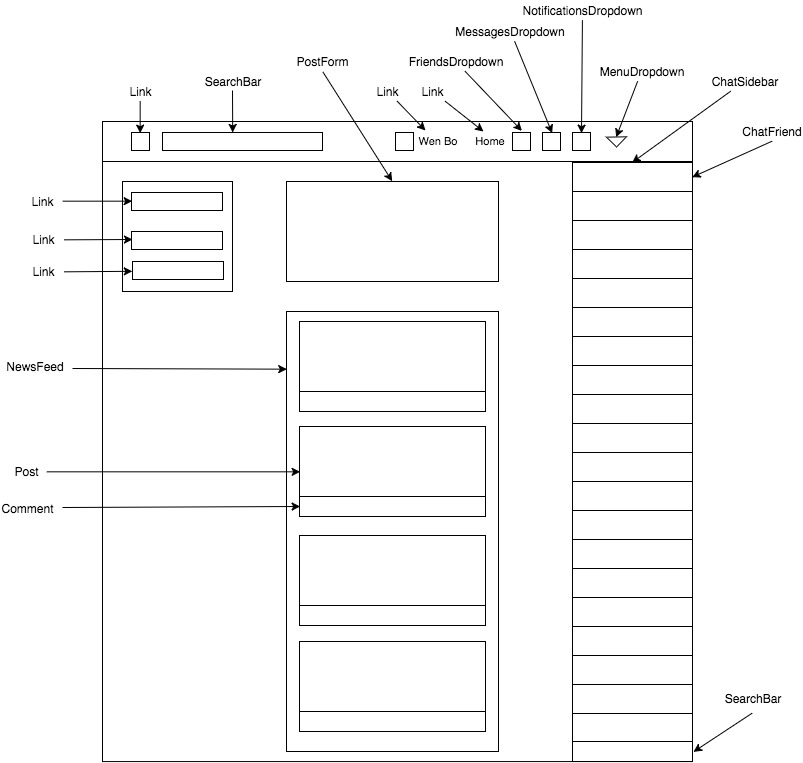 NotificationsDropdown
MessagesDropdown
PostForm
FriendsDropdown
MenuDropdown
Link
SearchBar
Link
Link
ChatSidebar
ChatFriend
Wen Bo
Home
Link
Link
Link
NewsFeed
Post
Comment
SearchBar